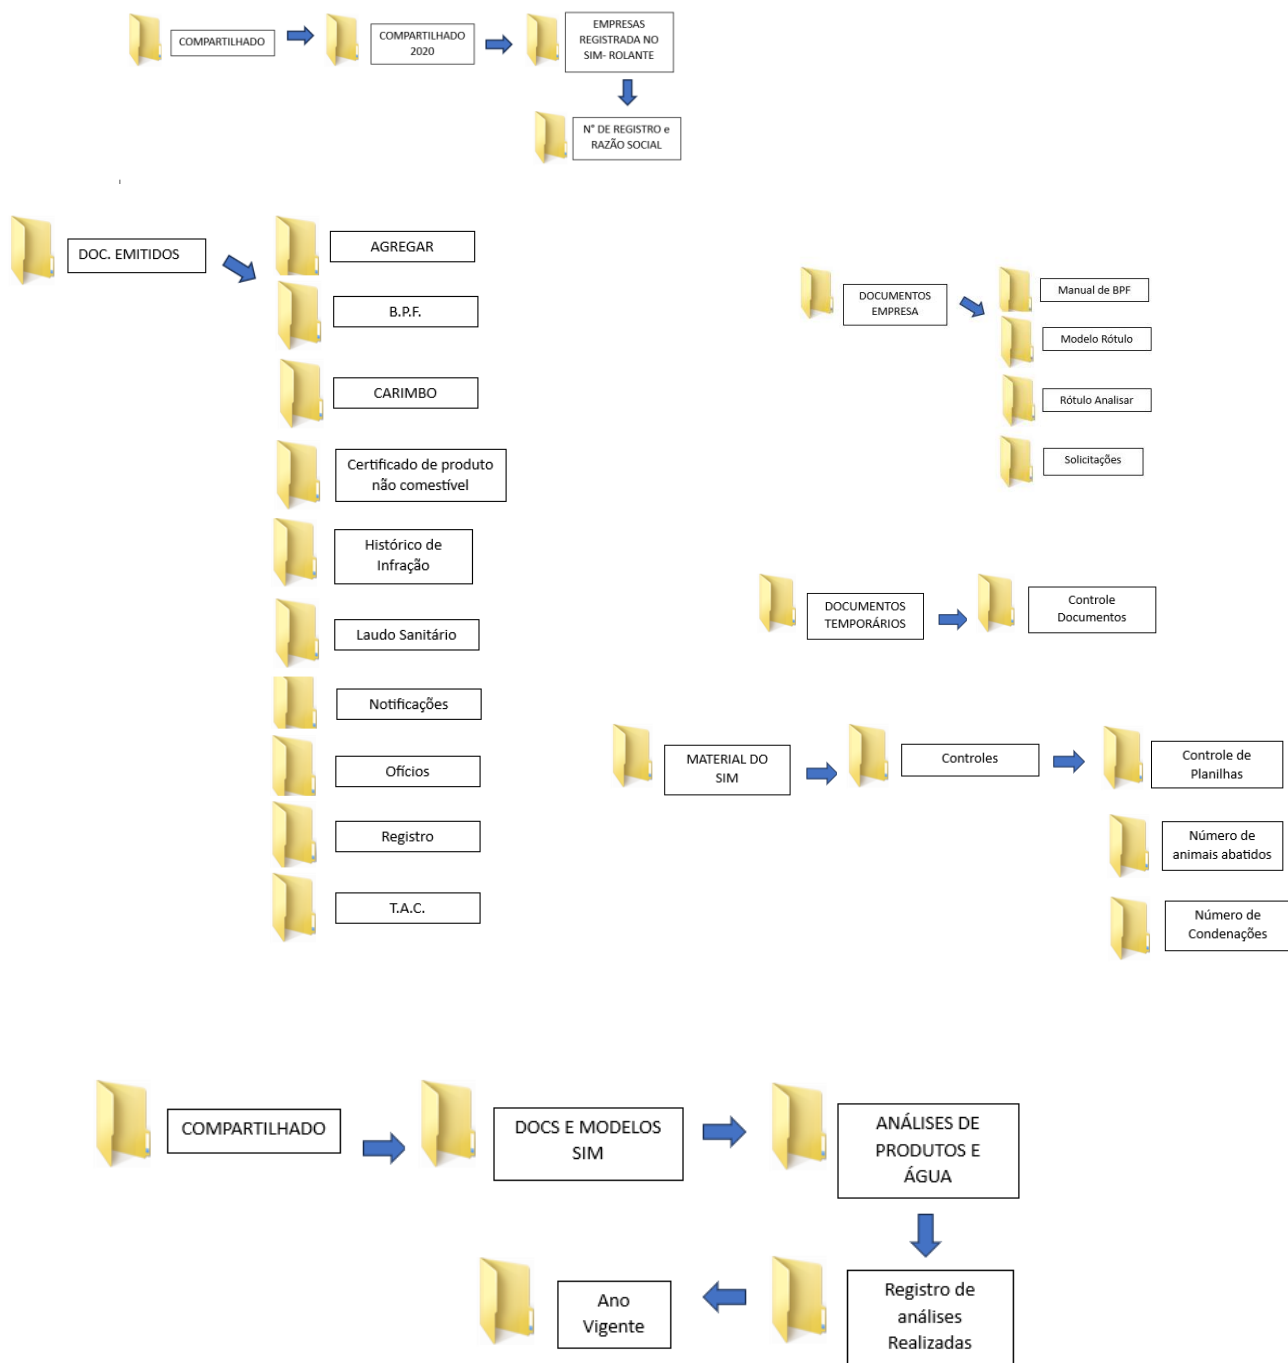 COMPARTILHADO
COMPARTILHADO
2020
EMPRESAS
REGISTRADA NO
SIM- ROLANTE
N° DE REGISTRO e
RAZÃO SOCIAL
DOC. EMITIDOS
AGREGAR
B.P.F.
CARIMBO
Certificado de produto
não comestível
Histórico de
Infração
Laudo Sanitário
Notificações
Ofícios
Registro
T.A.C.
DOCUMENTOS
EMPRESA
Manual de BPF
Modelo Rótulo
Rótulo Analisar
Solicitações
DOCUMENTOS
TEMPORÁRIOS
Controle
Documentos
MATERIAL DO
SIM
Controles
Controle de
Planilhas
Número de
animais abatidos
Número de
Condenações
COMPARTILHADO
DOCS E MODELOS
SIM
ANÁLISES DE
PRODUTOS E
ÁGUA
Registro de
análises
Realizadas
Ano
Vigente